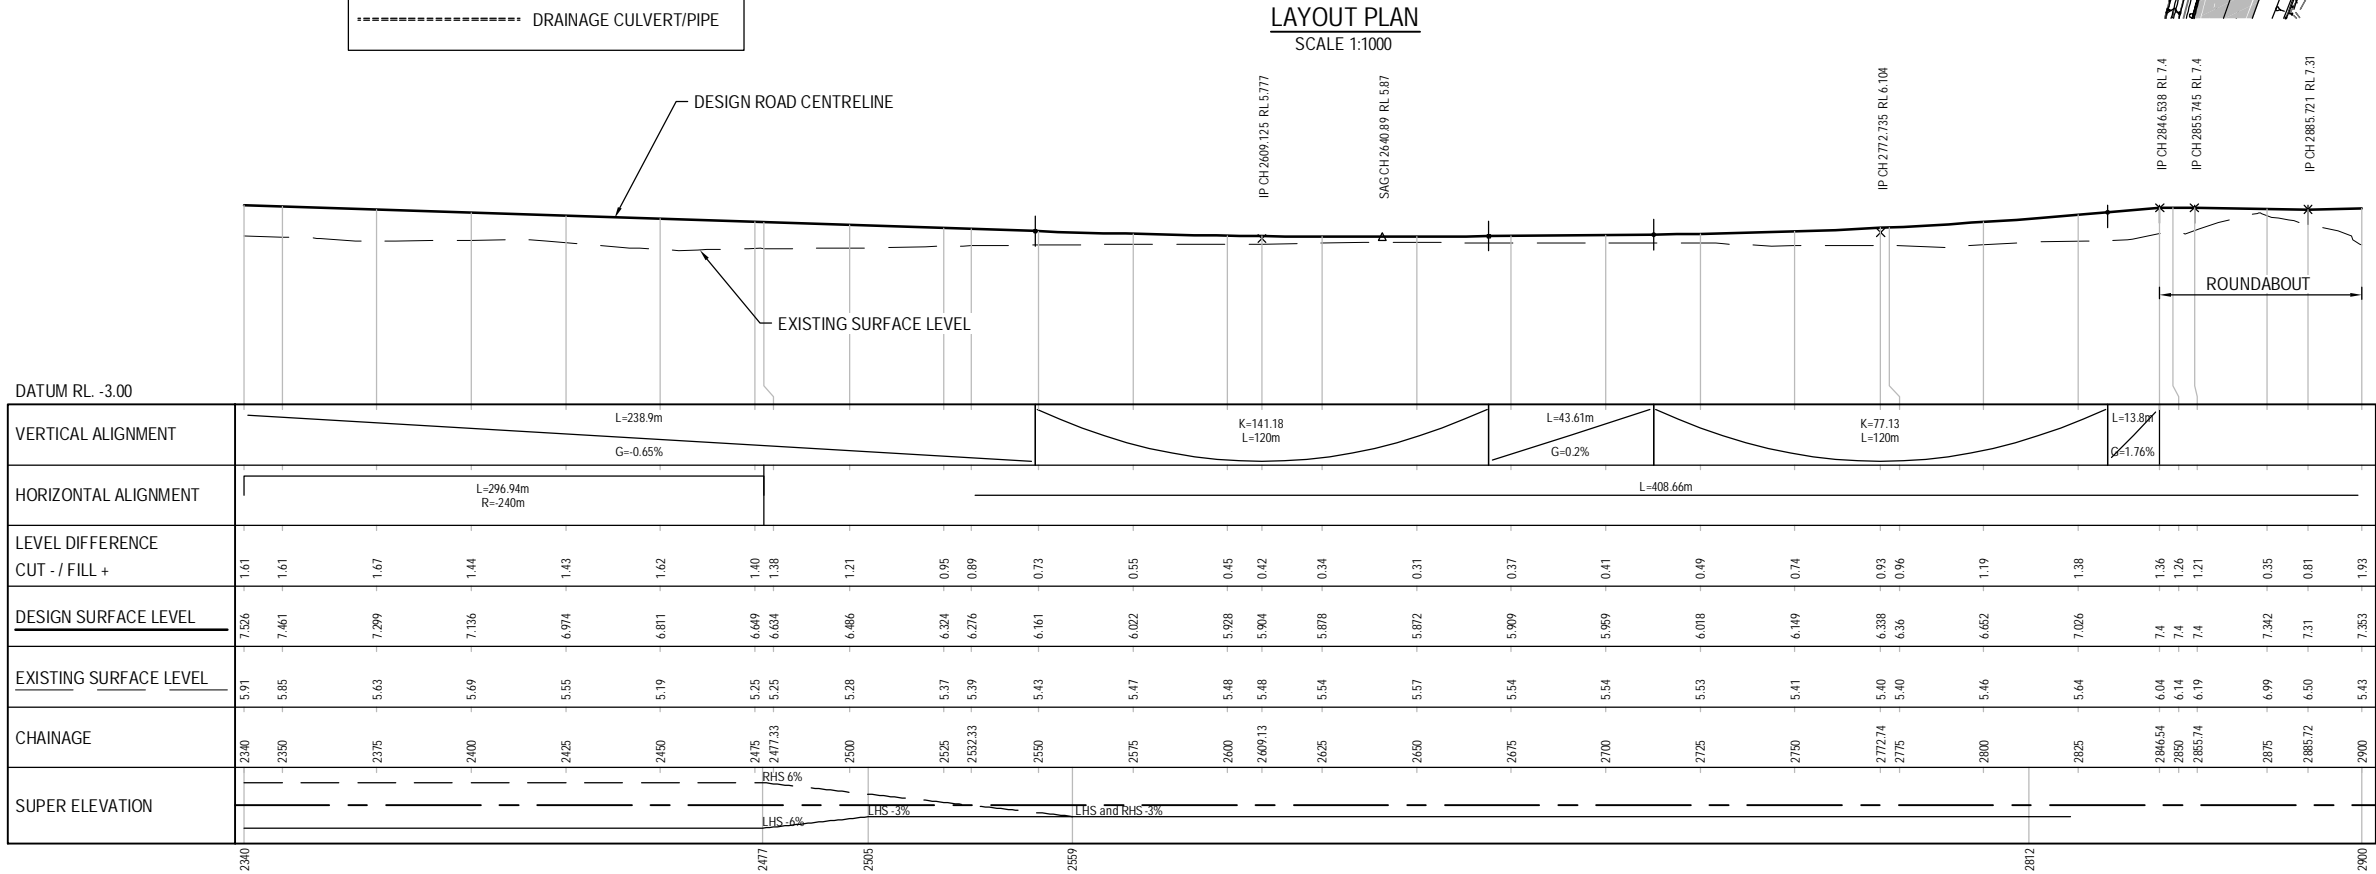 DRAINAGE CULVERT/PIPE
LAYOUT PLAN
SCALE 1:1000
IP CH 2609.125 RL 5.777
SAG CH 2640.89 RL 5.87
IP CH 2772.735 RL 6.104
IP CH 2846.538 RL 7.4
IP CH 2855.745 RL 7.4
IP CH 2885.721 RL 7.31
DESIGN ROAD CENTRELINE
EXISTING SURFACE LEVEL
ROUNDABOUT
DATUM RL. -3.00
VERTICAL ALIGNMENT
L=238.9m
G=-0.65%
K=141.18
L=120m
L=43.61m
G=0.2%
K=77.13
L=120m
L=13.8m
G=1.76%
HORIZONTAL ALIGNMENT
L=296.94m
R=-240m
L=408.66m
LEVEL DIFFERENCE
CUT - / FILL +
1.61 1.61 1.67 1.44 1.43 1.62 1.40 1.38 1.21 0.95 0.89 0.73 0.55 0.45 0.42 0.34 0.31 0.37 0.41 0.49 0.74 0.93 0.96 1.19 1.38 1.36 1.26 1.21 0.35 0.81 1.93
DESIGN SURFACE LEVEL
7.526 7.461 7.299 7.136 6.974 6.811 6.649 6.634 6.486 6.324 6.276 6.161 6.022 5.928 5.904 5.878 5.872 5.909 5.959 6.018 6.149 6.338 6.36 6.652 7.026 7.4 7.4 7.4 7.342 7.31 7.353
EXISTING SURFACE LEVEL
5.91 5.85 5.63 5.69 5.55 5.19 5.25 5.25 5.28 5.37 5.39 5.43 5.47 5.48 5.48 5.54 5.57 5.54 5.54 5.53 5.41 5.40 5.40 5.46 5.64 6.04 6.14 6.19 6.99 6.50 5.43
CHAINAGE
2340 2350 2375 2400 2425 2450 2475 2477.33 2500 2525 2532.33 2550 2575 2600 2609.13 2625 2650 2675 2700 2725 2750 2772.74 2775 2800 2825 2846.54 2850 2855.74 2875 2885.72 2900
SUPER ELEVATION
RHS 6%
LHS -6%
LHS -3%
LHS and RHS -3%
2340 2477 2505 2559 2812 2900